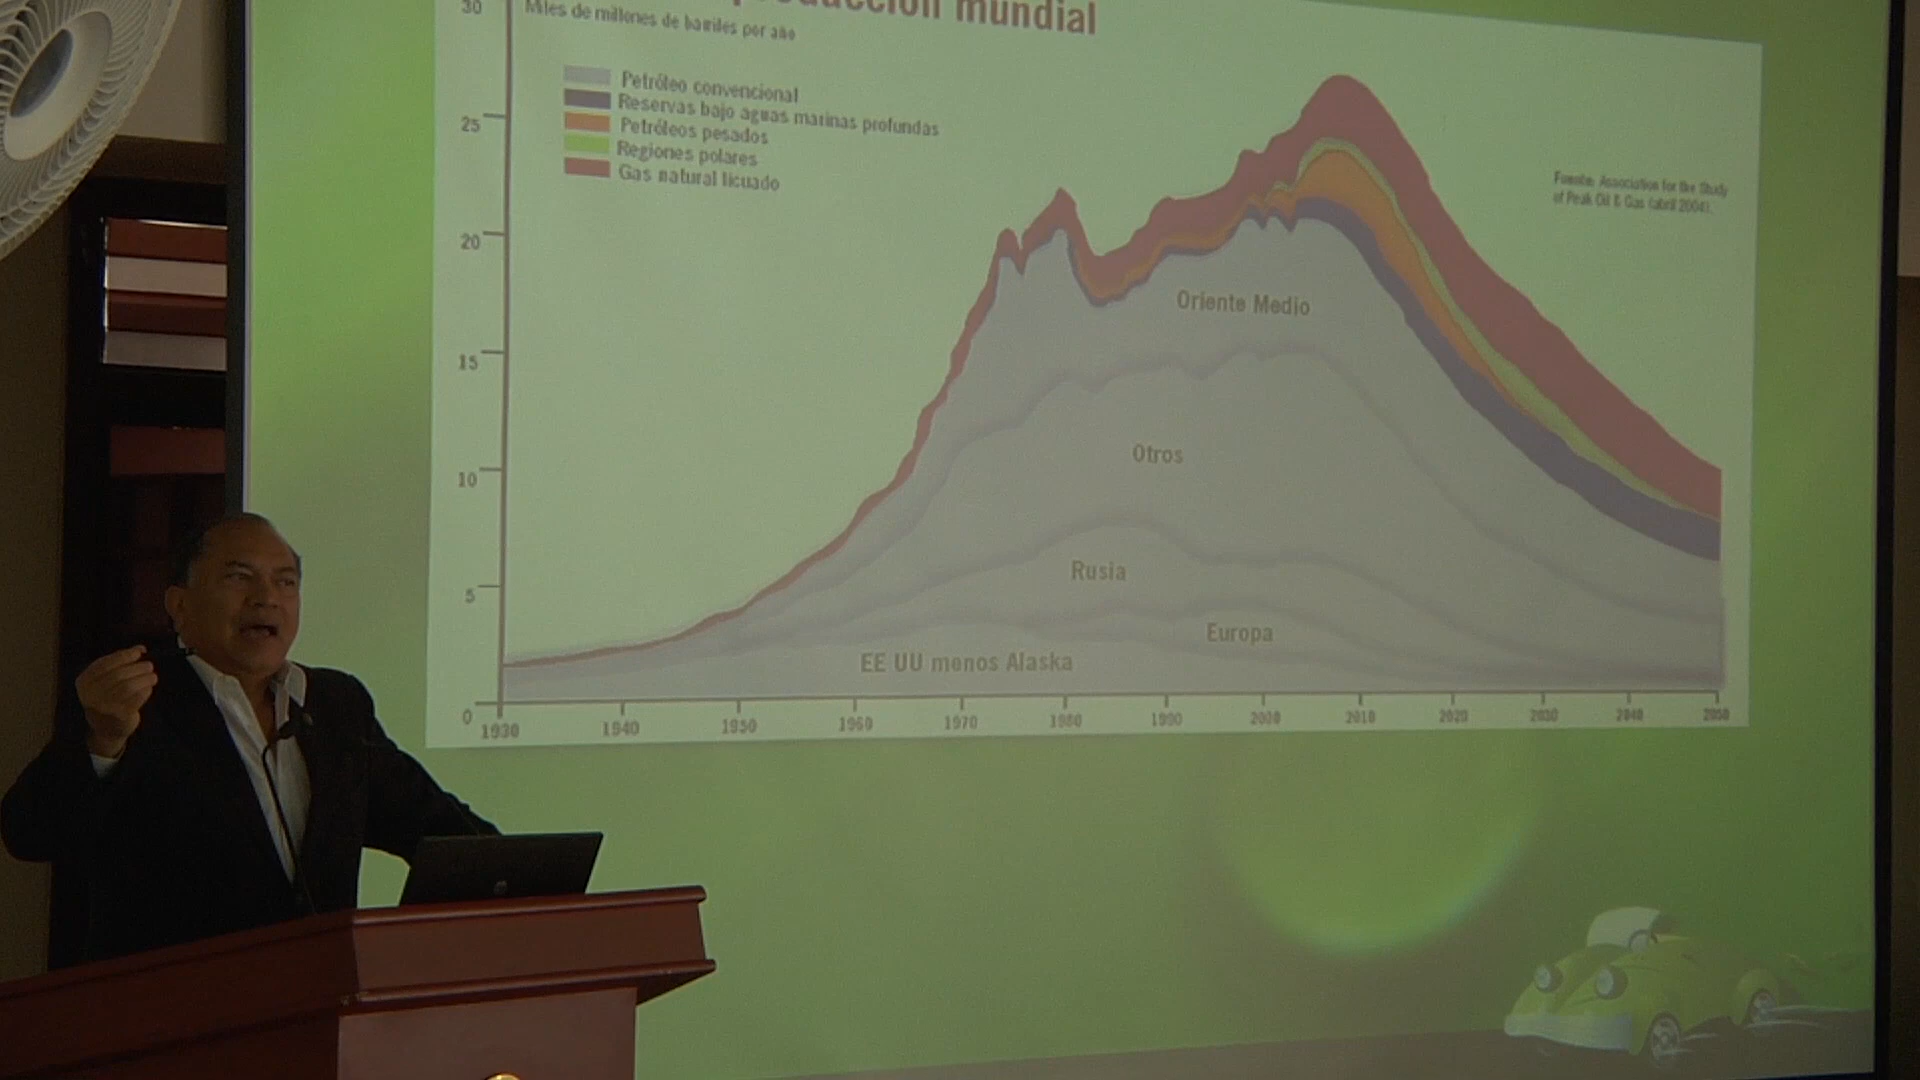 producción mundial
Miles de millones de barriles por año
30
25
20
15
10
5
0
Petróleo convencional
Reservas bajo aguas marinas profundas
Petróleos pesados
Regiones polares
Gas natural licuado
Fuente: Association for the Study
of Peak Oil & Gas (abril 2004).
Oriente Medio
Otros
Rusia
Europa
EE UU menos Alaska
1930 1940 1950 1960 1970 1980 1990 2000 2010 2020 2030 2040 2050